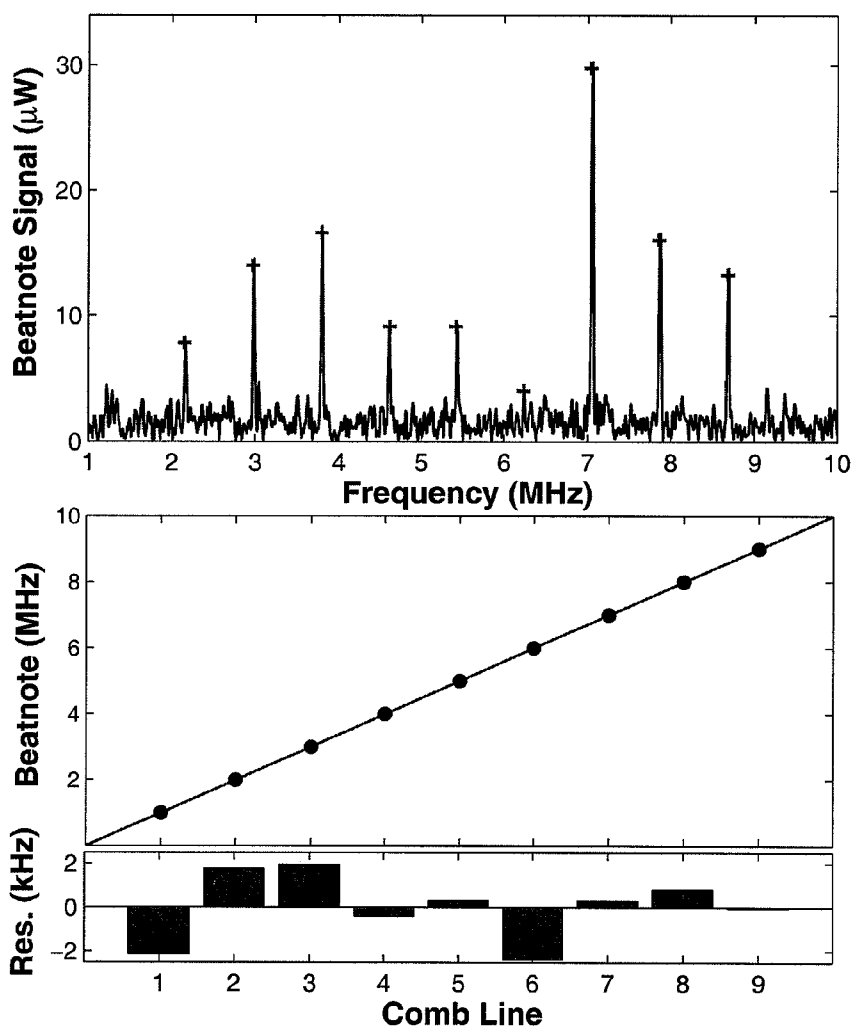 30
20
10
0
Beatnote Signal (μW)
1 2 3 4 5 6 7 8 9 10
Frequency (MHz)
10
8
6
4
2
Beatnote (MHz)
2
0
-2
Res. (kHz)
1 2 3 4 5 6 7 8 9
Comb Line